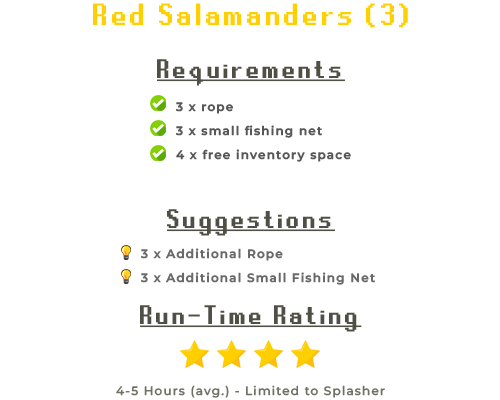 Red Salamanders (3)
Requirements
3 x rope
3 x small fishing net
4 x free inventory space
Suggestions
3 x Additional Rope
3 x Additional Small Fishing Net
Run-Time Rating
4-5 Hours (avg.) - Limited to Splasher